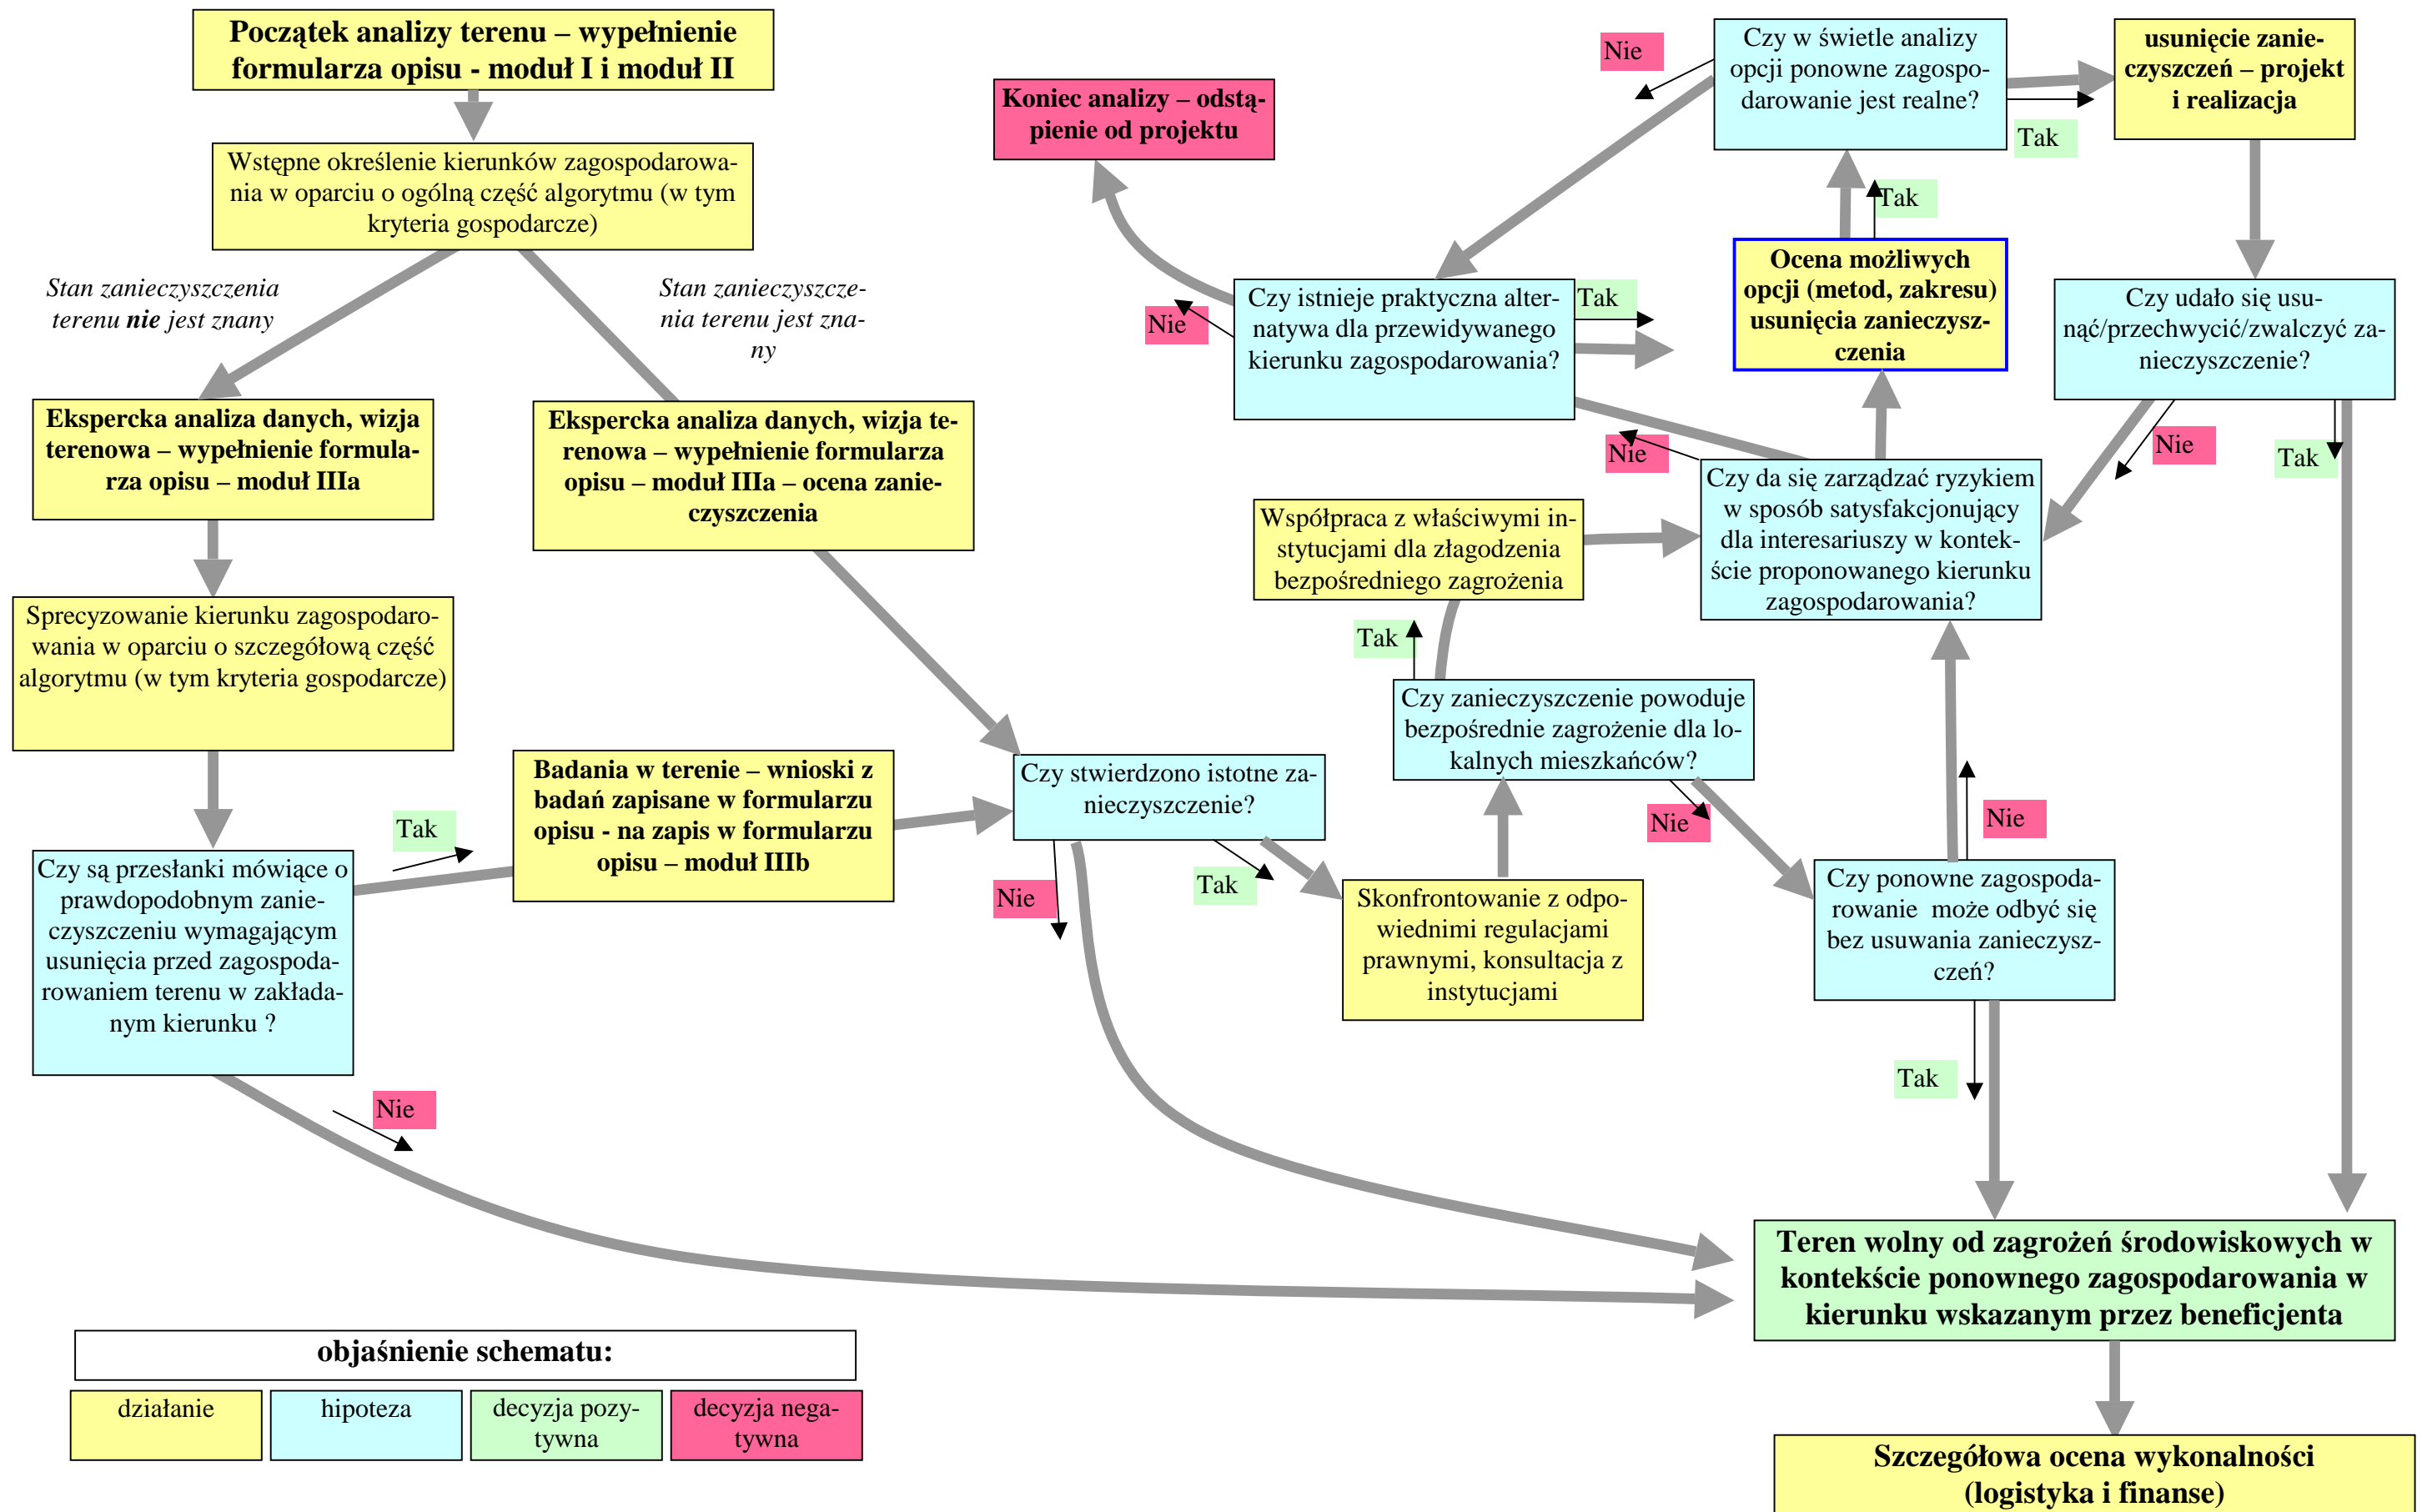 Początek analizy terenu – wypełnienie
formularza opisu - moduł I i moduł II
Wstępne określenie kierunków zagospodarowa-
nia w oparciu o ogólną część algorytmu (w tym
kryteria gospodarcze)
Stan zanieczyszczenia
terenu nie jest znany
Stan zanieczyszcze-
nia terenu jest zna-
ny
Ekspercka analiza danych, wizja
terenowa – wypełnienie formula-
rza opisu – moduł IIIa
Ekspercka analiza danych, wizja te-
renowa – wypełnienie formularza
opisu – moduł IIIa – ocena zanie-
czyszczenia
Sprecyzowanie kierunku zagospodaro-
wania w oparciu o szczegółową część
algorytmu (w tym kryteria gospodarcze)
Czy są przesłanki mówiące o
prawdopodobnym zanie-
czyszczeniu wymagającym
usunięcia przed zagospoda-
rowaniem terenu w zakłada-
nym kierunku ?
Tak
Nie
Badania w terenie – wnioski z
badań zapisane w formularzu
opisu - na zapis w formularzu
opisu – moduł IIIb
Czy stwierdzono istotne za-
nieczyszczenie?
Nie
Tak
Skonfrontowanie z odpo-
wiednimi regulacjami
prawnymi, konsultacja z
instytucjami
Czy zanieczyszczenie powoduje
bezpośrednie zagrożenie dla lo-
kalnych mieszkańców?
Tak
Nie
Współpraca z właściwymi in-
stytucjami dla złagodzenia
bezpośredniego zagrożenia
Czy ponowne zagospoda-
rowanie może odbyć się
bez usuwania zanieczysz-
czeń?
Nie
Tak
Czy da się zarządzać ryzykiem
w sposób satysfakcjonujący
dla interesariuszy w kontek-
ście proponowanego kierunku
zagospodarowania?
Nie
Czy istnieje praktyczna alter-
natywa dla przewidywanego
kierunku zagospodarowania?
Tak
Nie
Koniec analizy – odstą-
pienie od projektu
Ocena możliwych
opcji (metod, zakresu)
usunięcia zanieczysz-
czenia
Tak
Czy w świetle analizy
opcji ponowne zagospo-
darowanie jest realne?
Nie
Tak
usunięcie zanie-
czyszczeń – projekt
i realizacja
Czy udało się usu-
nąć/przechwycić/zwalczyć za-
nieczyszczenie?
Nie
Tak
Teren wolny od zagrożeń środowiskowych w
kontekście ponownego zagospodarowania w
kierunku wskazanym przez beneficjenta
Szczegółowa ocena wykonalności
(logistyka i finanse)
objaśnienie schematu:
działanie
hipoteza
decyzja pozy-
tywna
decyzja nega-
tywna